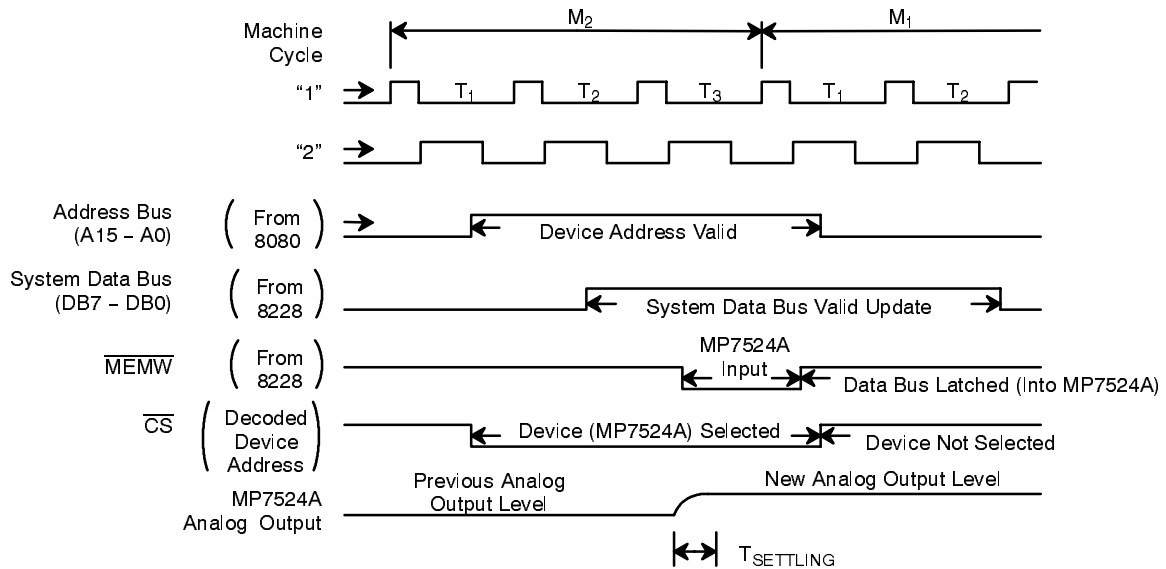 Machine
Cycle
M2
M1
“1”
T1
T2
T3
T1
T2
“2”
Address Bus
(A15 – A0)
From
8080
Device Address Valid
System Data Bus
(DB7 – DB0)
From
8228
System Data Bus Valid Update
MEMW
From
8228
MP7524A
Input
Data Bus Latched (Into MP7524A)
CS
Decoded
Device
Address
Device (MP7524A) Selected
Device Not Selected
MP7524A
Analog Output
Previous Analog
Output Level
New Analog Output Level
TSETTLING